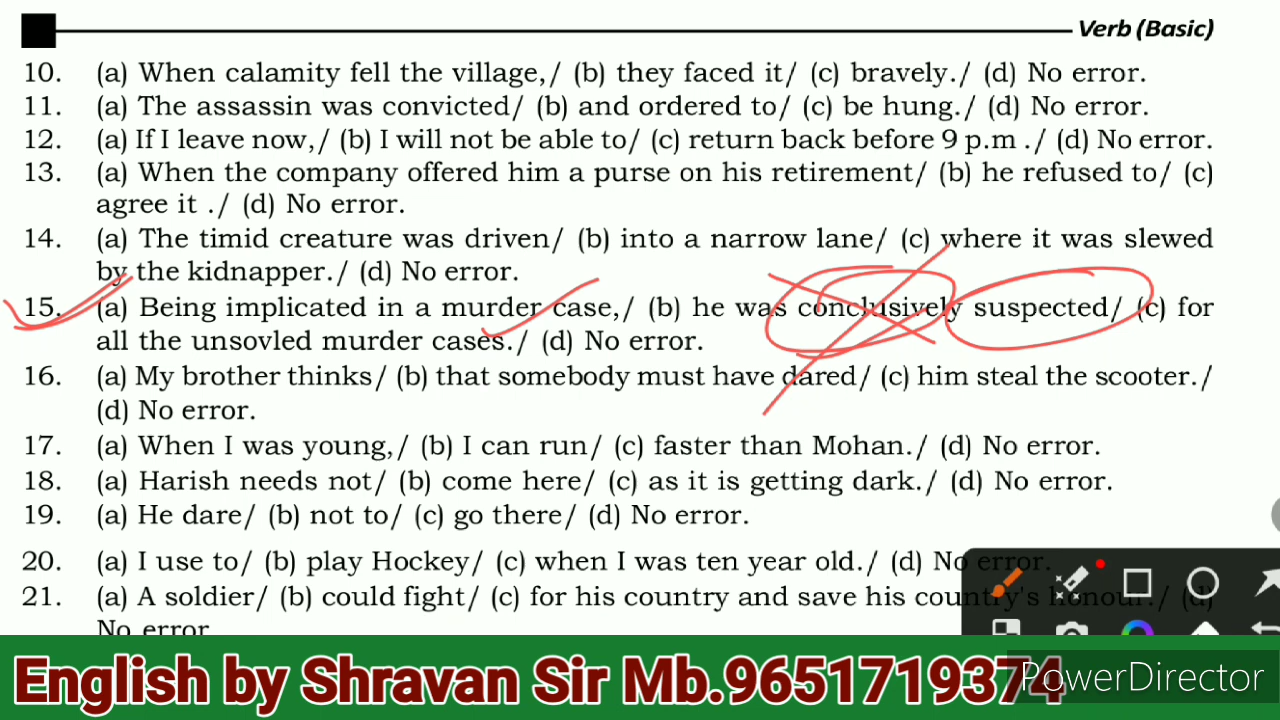 Verb (Basic)
10. (a) When calamity fell the village,/ (b) they faced it/ (c) bravely./ (d) No error.
11. (a) The assassin was convicted/ (b) and ordered to/ (c) be hung./ (d) No error.
12. (a) If I leave now,/ (b) I will not be able to/ (c) return back before 9 p.m ./ (d) No error.
13. (a) When the company offered him a purse on his retirement/ (b) he refused to/ (c)
agree it ./ (d) No error.
14. (a) The timid creature was driven/ (b) into a narrow lane/ (c) where it was slewed
by the kidnapper./ (d) No error.
15. (a) Being implicated in a murder case,/ (b) he was conclusively suspected/ (c) for
all the unsovled murder cases./ (d) No error.
16. (a) My brother thinks/ (b) that somebody must have dared/ (c) him steal the scooter./
(d) No error.
17. (a) When I was young,/ (b) I can run/ (c) faster than Mohan./ (d) No error.
18. (a) Harish needs not/ (b) come here/ (c) as it is getting dark./ (d) No error.
19. (a) He dare/ (b) not to/ (c) go there/ (d) No error.
20. (a) I use to/ (b) play Hockey/ (c) when I was ten year old./ (d) No error.
21. (a) A soldier/ (b) could fight/ (c) for his country and save his country's honour./ (d)
No error
English by Shravan Sir Mb.9651719374
PowerDirector